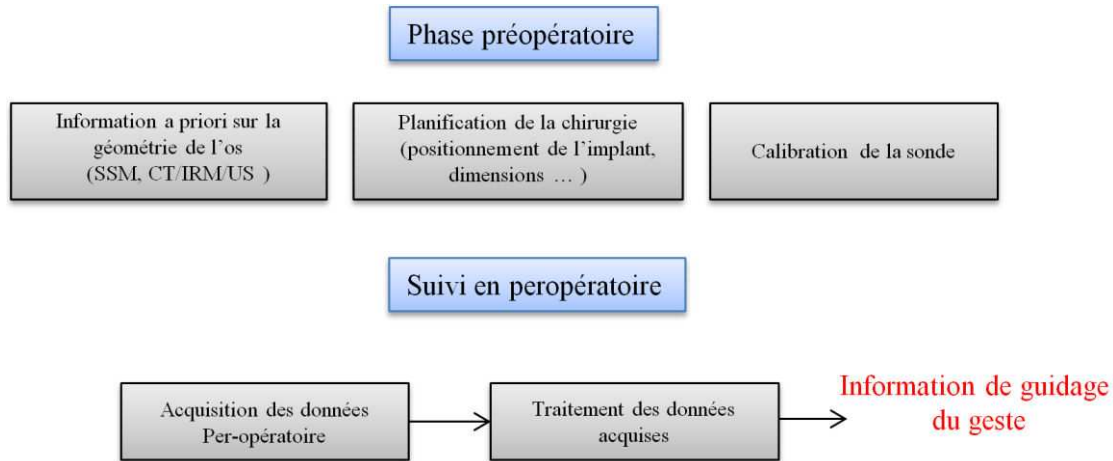 Phase préopératoire
Information a priori sur la
géométrie de l'os
(SSM, CT/IRM/US )
Planification de la chirurgie
(positionnement de l'implant,
dimensions ... )
Calibration de la sonde
Suivi en peropératoire
Acquisition des données
Per-opératoire
Traitement des données
acquises
Information de guidage
du geste